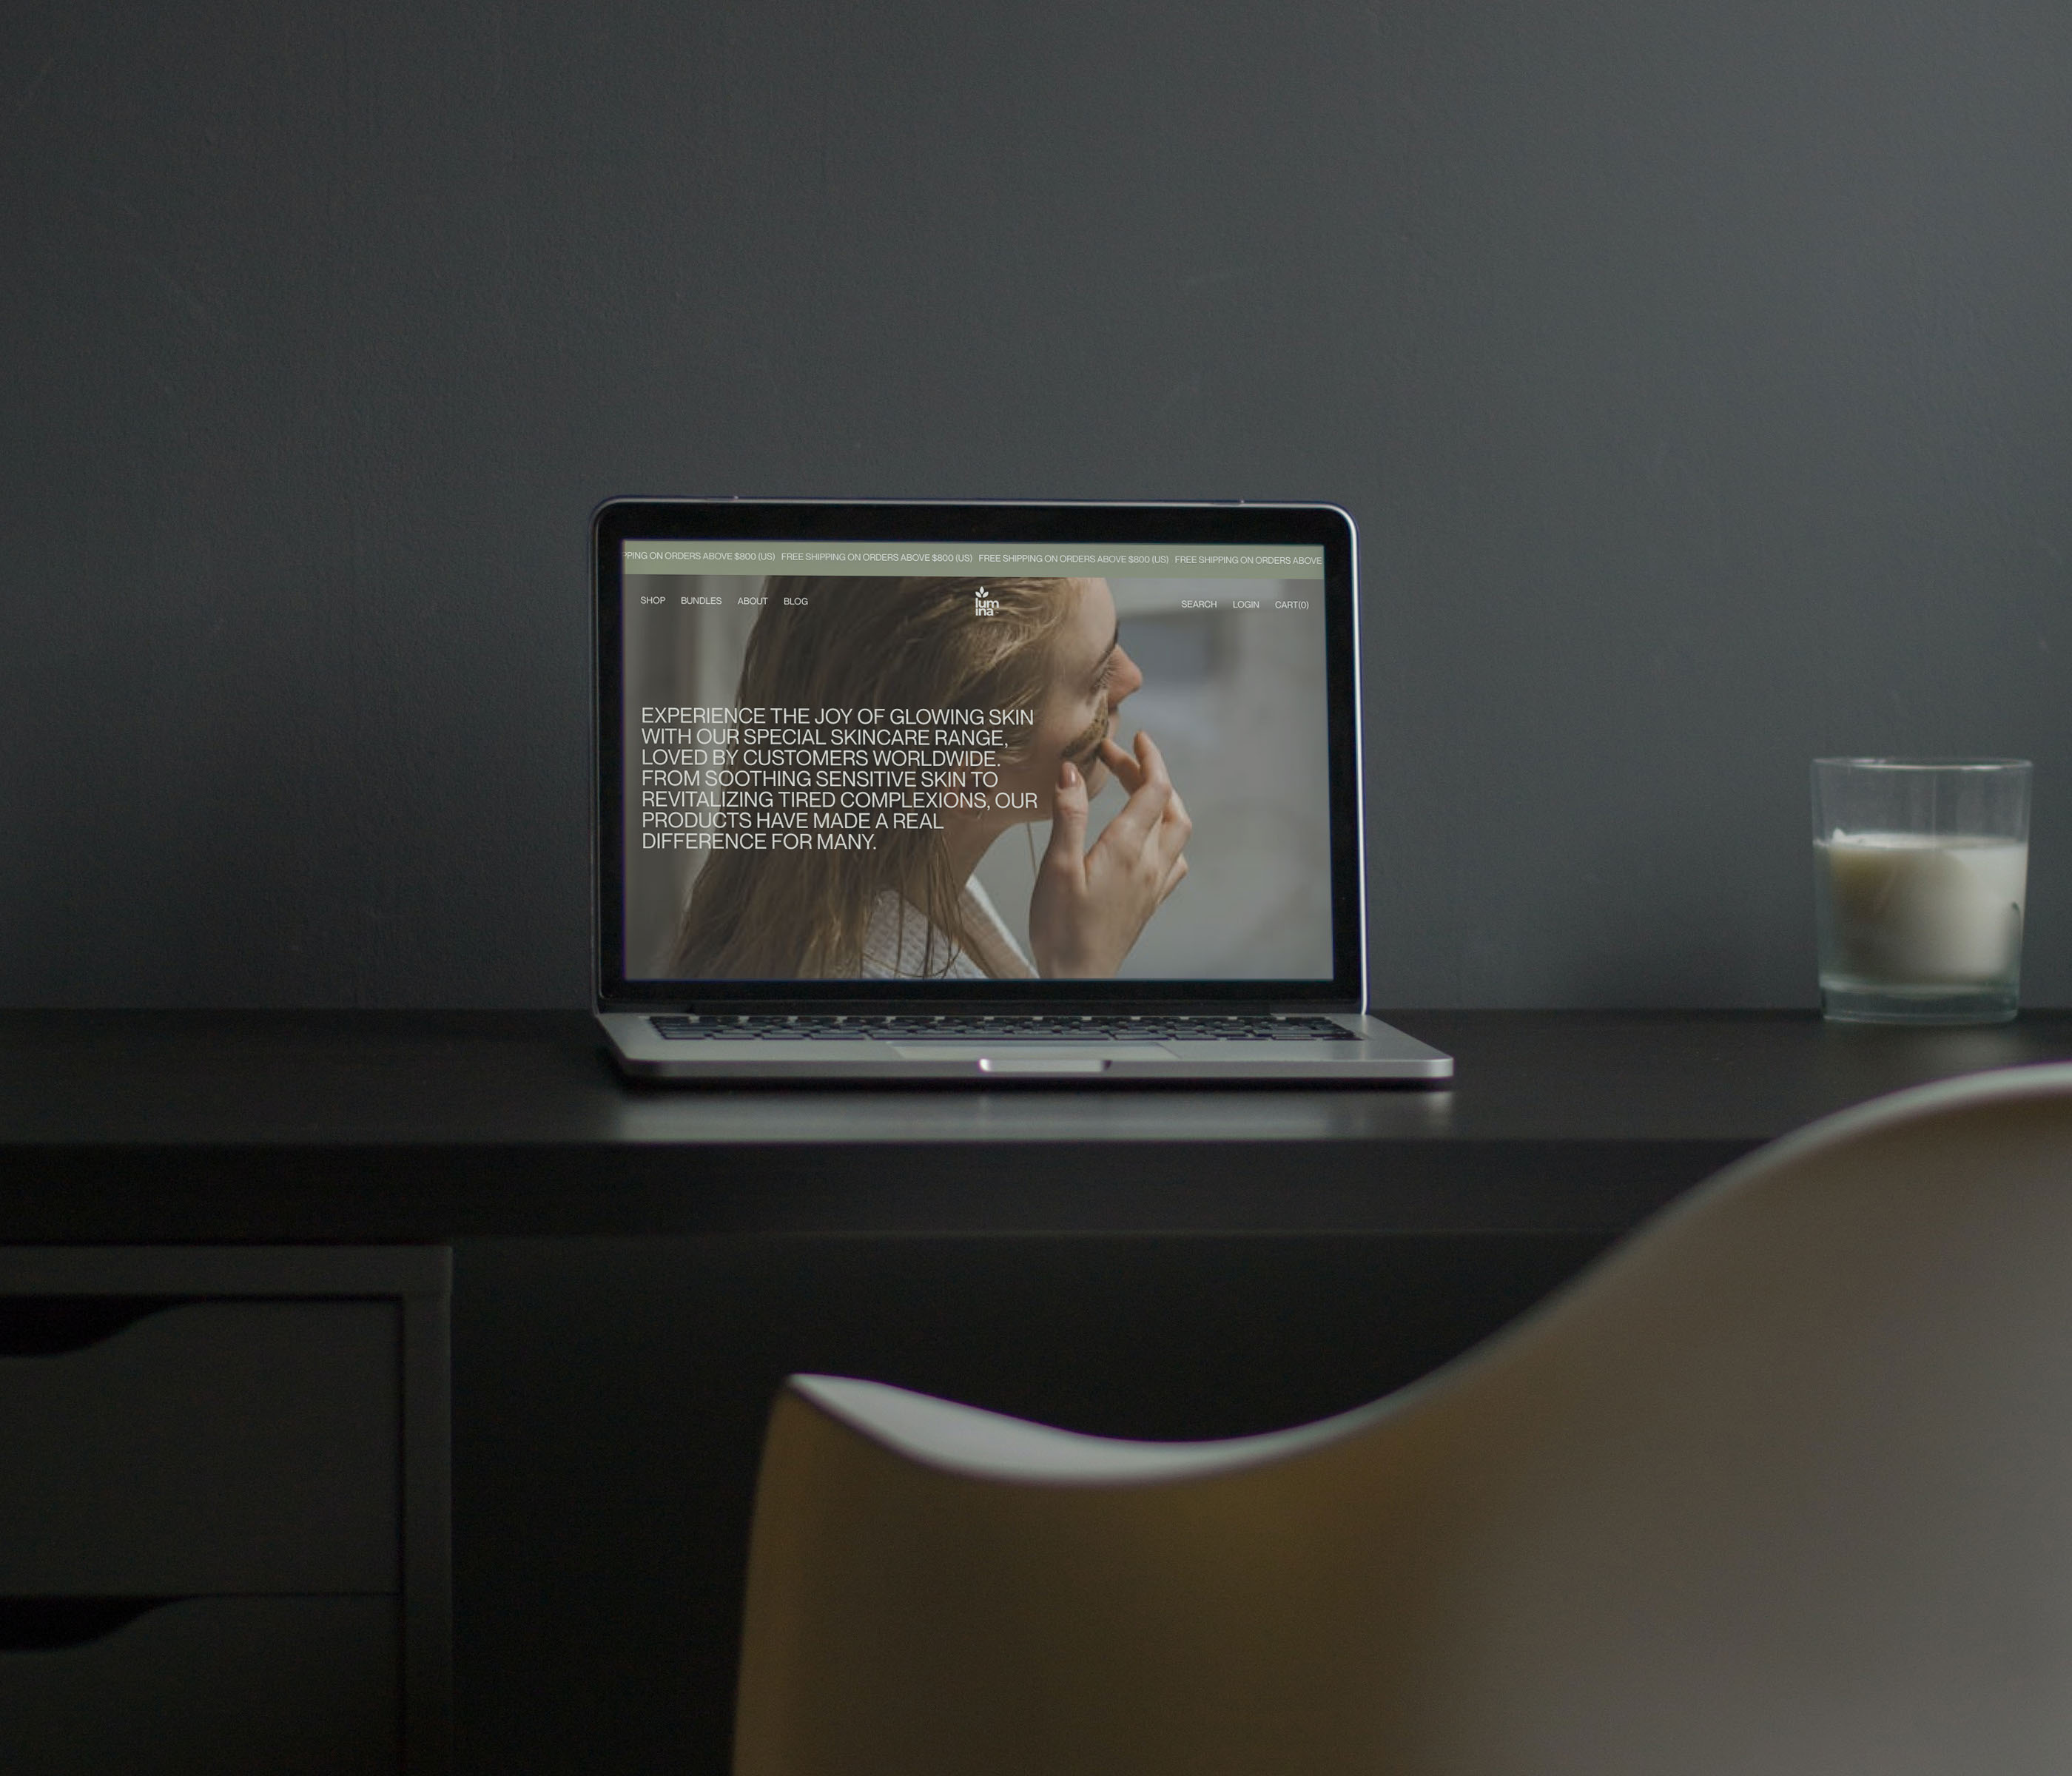 PPING ON ORDERS ABOVE $800 (US) FREE SHIPPING ON ORDERS ABOVE $800 (US) FREE SHIPPING ON ORDERS ABOVE $800 (US) FREE SHIPPING ON ORDERS ABOVE
SHOP BUNDLES ABOUT BLOG
lum
ina
SEARCH LOGIN CART(0)
EXPERIENCE THE JOY OF GLOWING SKIN
WITH OUR SPECIAL SKINCARE RANGE,
LOVED BY CUSTOMERS WORLDWIDE.
FROM SOOTHING SENSITIVE SKIN TO
REVITALIZING TIRED COMPLEXIONS, OUR
PRODUCTS HAVE MADE A REAL
DIFFERENCE FOR MANY.